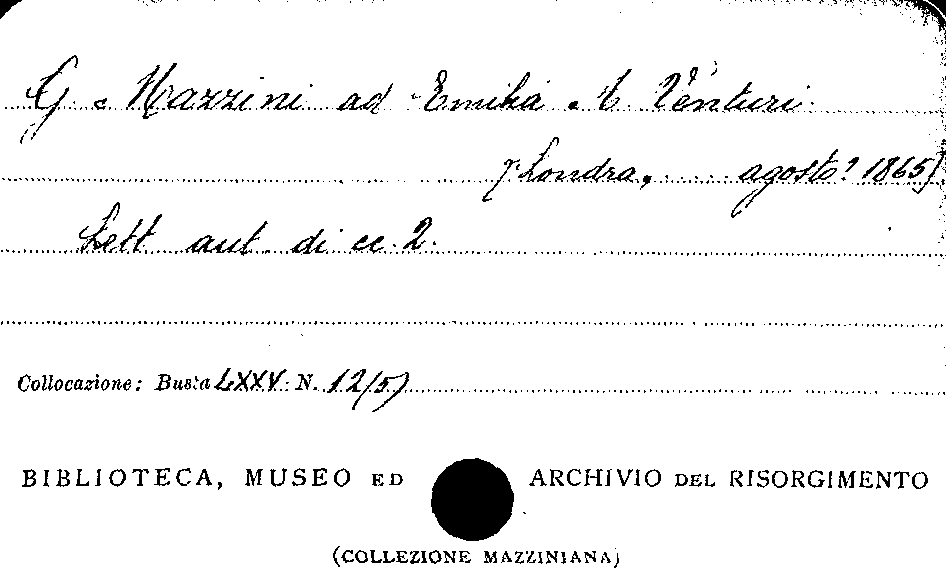 G. Mazzini ad Emilia A. Venturi.
[Londra, ..... agosto? 1865]
Lett. aut. di cc. 2.
Collocazione: Busta LXXV N. 12(5)
BIBLIOTECA, MUSEO ED ARCHIVIO DEL RISORGIMENTO
(COLLEZIONE MAZZINIANA)